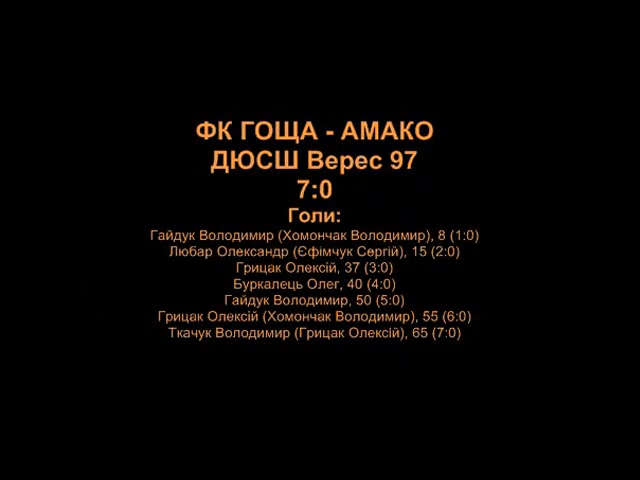 ФК ГОЩА - АМАКО
ДЮСШ Верес 97
7:0
Голи:
Гайдук Володимир (Хомончак Володимир), 8 (1:0)
Любар Олександр (Єфімчук Сергій), 15 (2:0)
Грицак Олексій, 37 (3:0)
Буркалець Олег, 40 (4:0)
Гайдук Володимир, 50 (5:0)
Грицак Олексій (Хомончак Володимир), 55 (6:0)
Ткачук Володимир (Грицак Олексій), 65 (7:0)